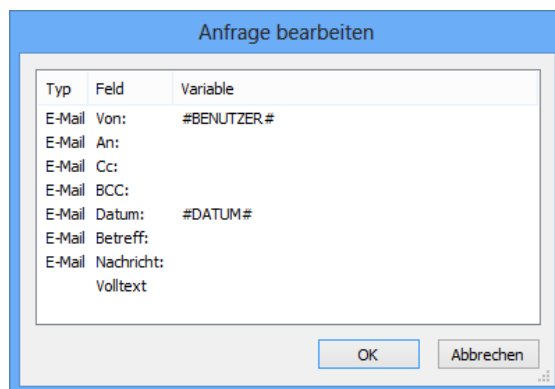 Anfrage bearbeiten
Typ Feld Variable
E-Mail Von: #BENUTZER#
E-Mail An:
E-Mail Cc:
E-Mail BCC:
E-Mail Datum: #DATUM#
E-Mail Betreff:
E-Mail Nachricht:
Volltext
OK Abbrechen